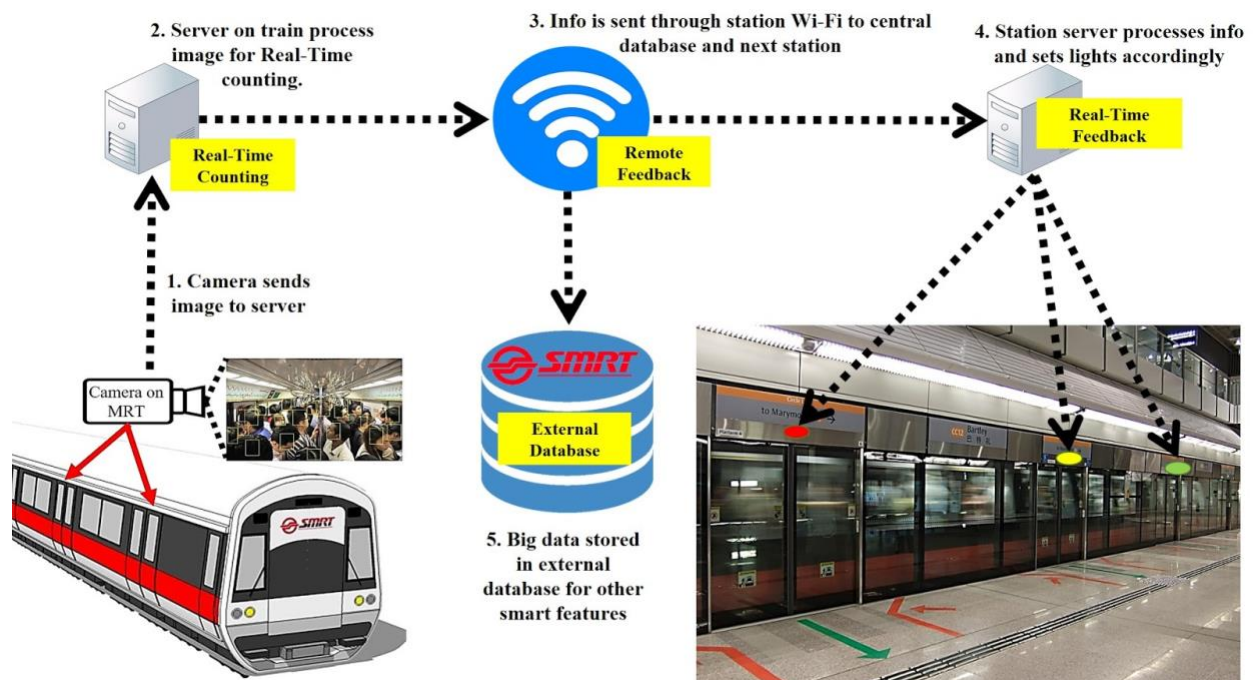 2. Server on train process
image for Real-Time
counting.
3. Info is sent through station Wi-Fi to central
database and next station
4. Station server processes info
and sets lights accordingly
Real-Time
Counting
Remote
Feedback
Real-Time
Feedback
1. Camera sends
image to server
Camera on
MRT
SMRT
External
Database
5. Big data stored
in external
database for other
smart features
SMRT
to Marymo
CC12 Bartley